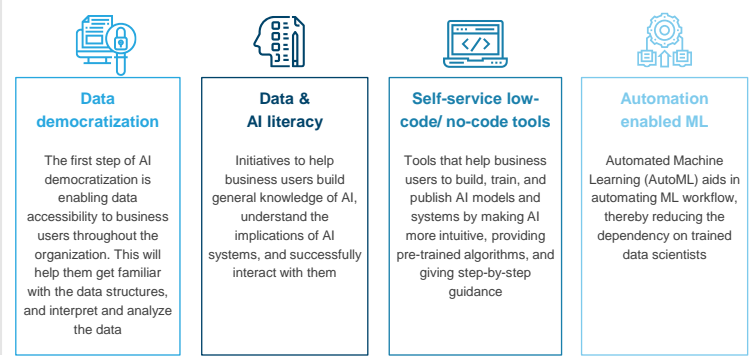 Data
democratization
The first step of AI
democratization is
enabling data
accessibility to business
users throughout the
organization. This will
help them get familiar
with the data structures,
and interpret and analyze
the data
Data &
AI literacy
Initiatives to help
business users build
general knowledge of AI,
understand the
implications of AI
systems, and successfully
interact with them
Self-service low-
code/ no-code tools
Tools that help business
users to build, train, and
publish AI models and
systems by making AI
more intuitive, providing
pre-trained algorithms, and
giving step-by-step
guidance
Automation
enabled ML
Automated Machine
Learning (AutoML) aids in
automating ML workflow,
thereby reducing the
dependency on trained
data scientists